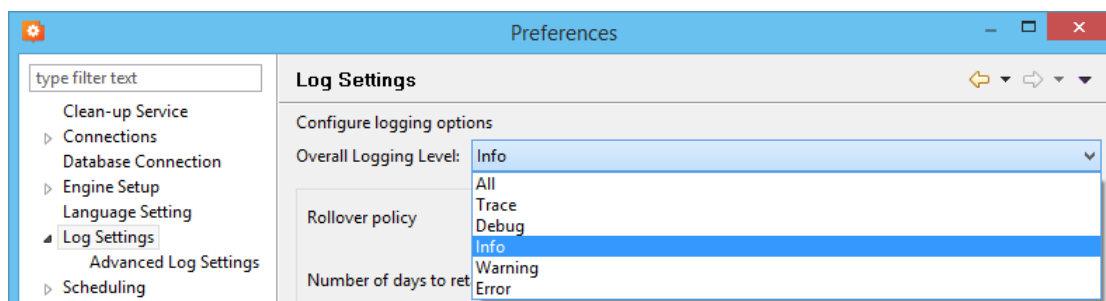 Preferences
type filter text
Clean-up Service
Connections
Database Connection
Engine Setup
Language Setting
Log Settings
Advanced Log Settings
Scheduling
Log Settings
Configure logging options
Overall Logging Level: Info
All
Trace
Debug
Info
Warning
Error
Rollover policy
Number of days to ret